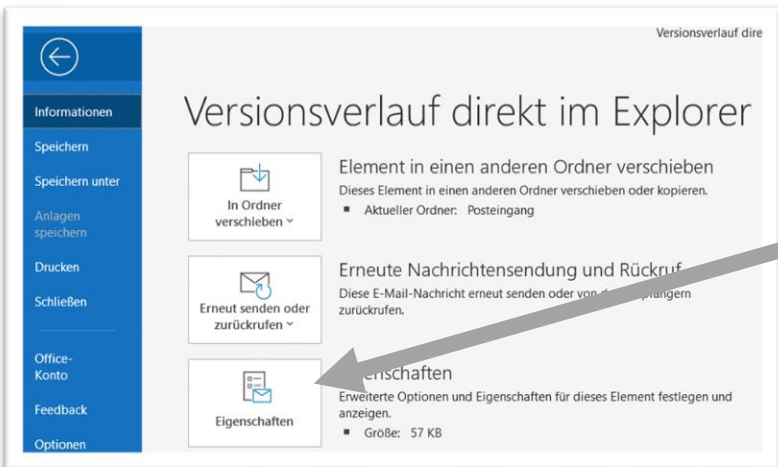 Versionsverlauf dire
Informationen
Speichern
Speichern unter
Anlagen
speichern
Drucken
Schließen
Office-
Konto
Feedback
Optionen
Versionsverlauf direkt im Explorer
In Ordner
verschieben
Element in einen anderen Ordner verschieben
Dieses Element in einen anderen Ordner verschieben oder kopieren.
Aktueller Ordner: Posteingang
Erneut senden oder
zurückrufen
Erneute Nachrichtensendung und Rückruf
Diese E-Mail-Nachricht erneut senden oder von
zurückrufen.
Eigenschaften
Erweiterte Optionen und Eigenschaften für dieses Element festlegen und
anzeigen.
Größe: 57 KB